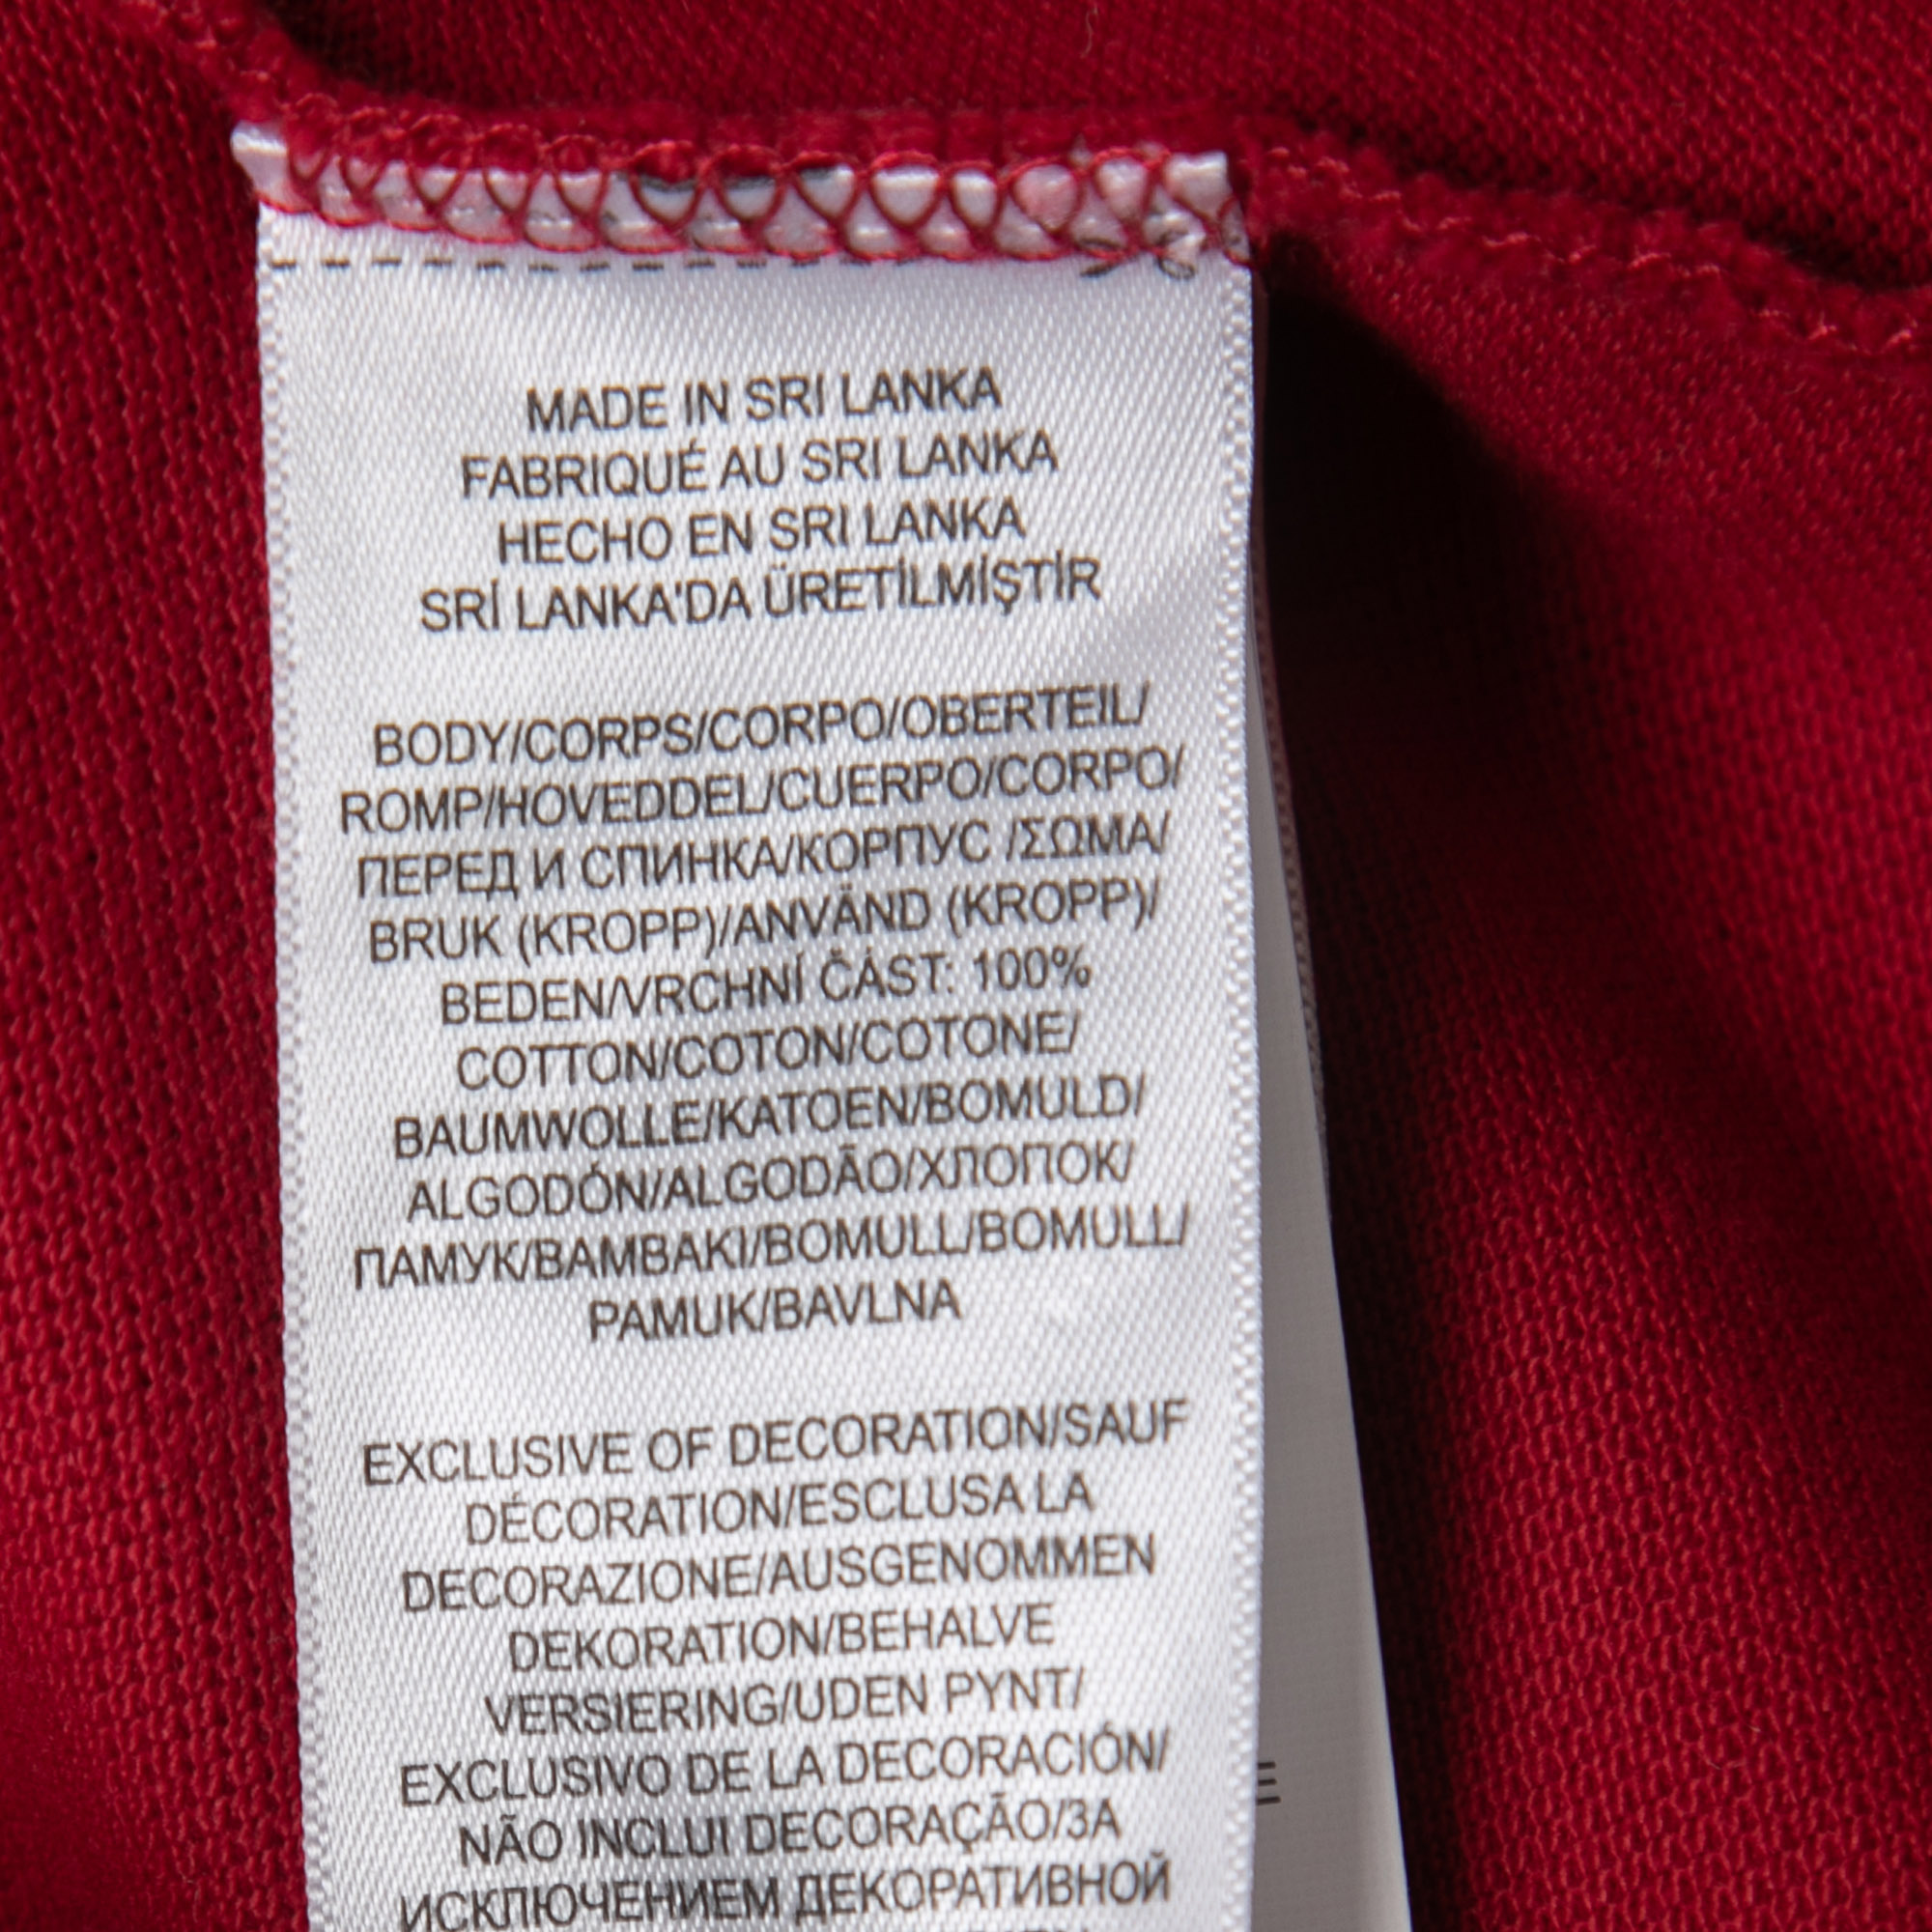 MADE IN SRI LANKA
FABRIQUÉ AU SRI LANKA
HECHO EN SRI LANKA
SRİ LANKA'DA ÜRETİLMİŞTİR
BODY/CORPS/CORPO/OBERTEIL/
ROMP/HOVEDDEL/CUERPO/CORPO/
ПЕРЕД И СПИНКА/КОРПУС /ΣΩΜΑ/
BRUK (KROPP)/ANVÄND (KROPP)/
BEDEN/VRCHNÍ ČÁST: 100%
COTTON/COTON/COTONE/
BAUMWOLLE/KATOEN/BOMULD/
ALGODÓN/ALGODÃO/ХЛОПОК/
ПАМУК/ΒΑΜΒΑΚΙ/BOMULL/BOMULL/
PAMUK/BAVLNA
EXCLUSIVE OF DECORATION/SAUF
DÉCORATION/ESCLUSA LA
DECORAZIONE/AUSGENOMMEN
DEKORATION/BEHALVE
VERSIERING/UDEN PYNT/
EXCLUSIVO DE LA DECORACIÓN/
NÃO INCLUI DECORAÇÃO/ЗА
ИСКЛЮЧЕНИЕМ ДЕКОРАТИВНОЙ